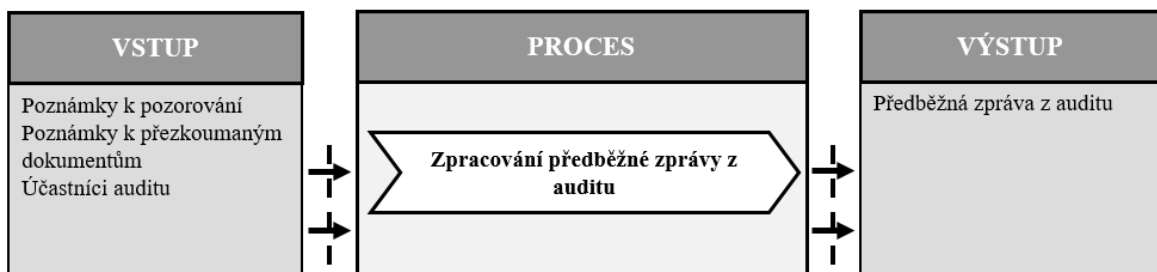 VSTUP
Poznámky k pozorování
Poznámky k přezkoumaným
dokumentům
Účastníci auditu
PROCES
Zpracování předběžné zprávy z
auditu
VÝSTUP
Předběžná zpráva z auditu